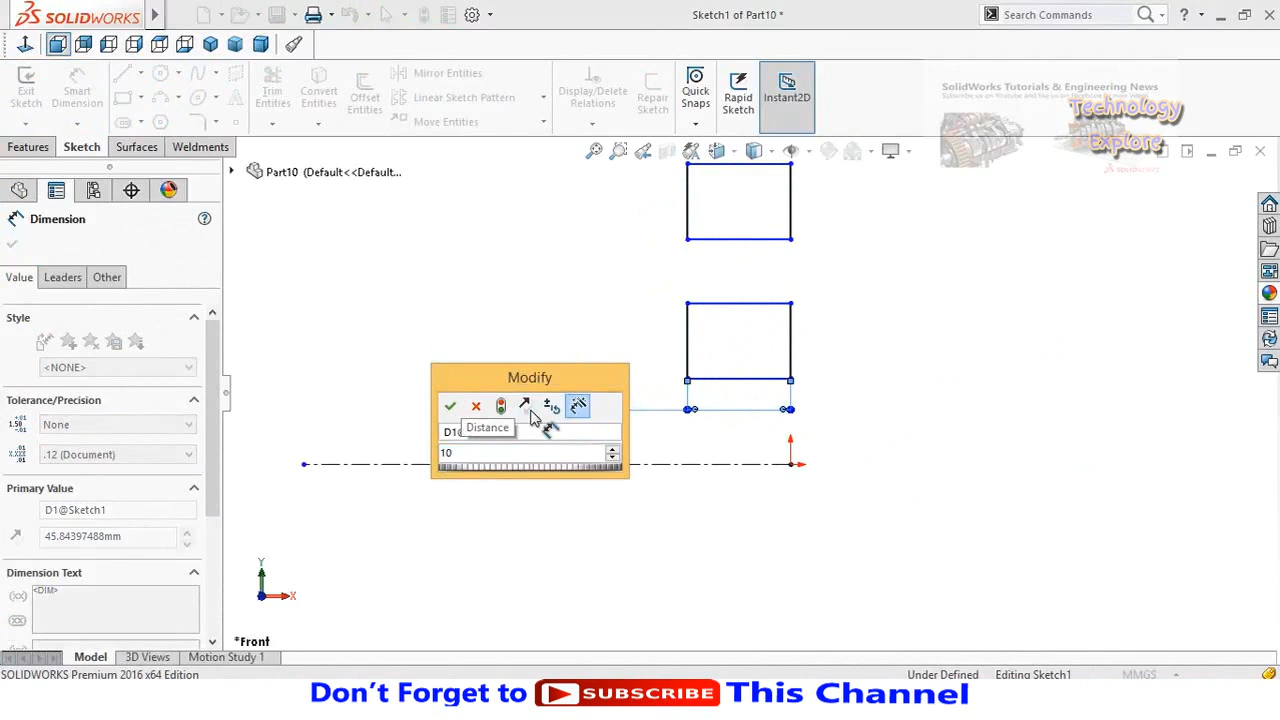 SOLIDWORKS
Sketch1 of Part10 *
Search Commands
?
Exit Sketch
Smart Dimension
Trim Entities
Convert Entities
Offset Entities
Mirror Entities
Linear Sketch Pattern
Move Entities
Display/Delete Relations
Repair Sketch
Quick Snaps
Rapid Sketch
Instant2D
SolidWorks Tutorials & Engineering News
Technology
Explore
SOLIDWORKS
Features
Sketch
Surfaces
Weldments
Part10 (Default<<Default...
Dimension
Value
Leaders
Other
Style
<NONE>
Tolerance/Precision
None
.12 (Document)
Primary Value
D1@Sketch1
45.84397488mm
Dimension Text
<DIM>
Modify
Distance
D1@
10
Y
X
*Front
Model
3D Views
Motion Study 1
SOLIDWORKS Premium 2016 x64 Edition
Under Defined
Editing Sketch1
MMGS
Don't Forget to SUBSCRIBE This Channel